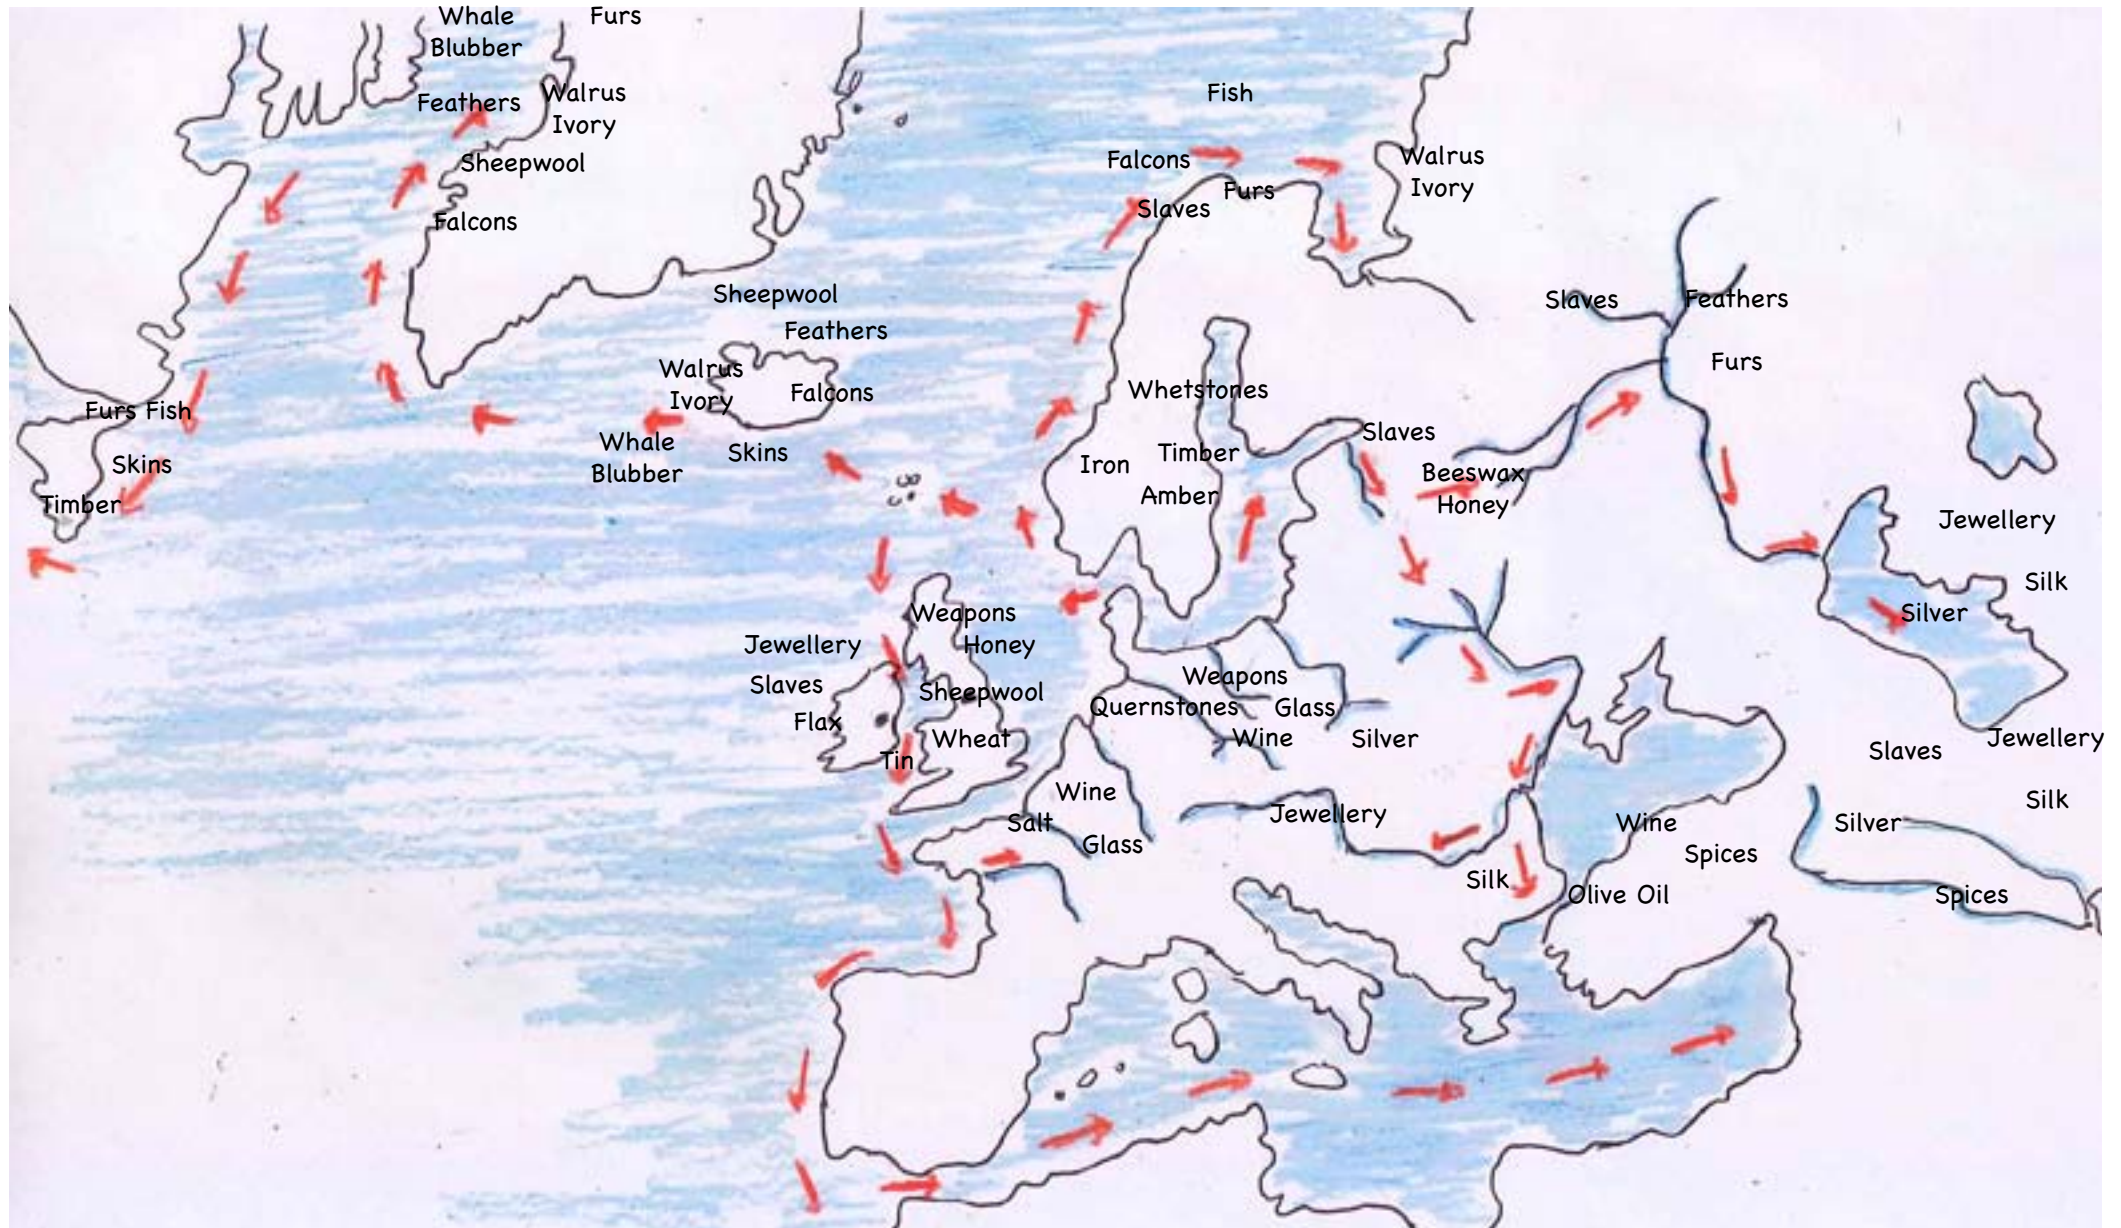 Whale
Blubber
Furs
Feathers
Walrus
Ivory
Sheepwool
Falcons
Fish
Falcons
Furs
Slaves
Walrus
Ivory
Sheepwool
Feathers
Walrus
Ivory
Falcons
Whale
Blubber
Skins
Furs Fish
Skins
Timber
Whetstones
Iron
Timber
Amber
Slaves
Beeswax
Honey
Slaves
Feathers
Furs
Jewellery
Silk
Silver
Weapons
Honey
Jewellery
Slaves
Flax
Sheepwool
Wheat
Tin
Weapons
Quernstones
Glass
Wine
Silver
Wine
Salt
Glass
Jewellery
Silk
Wine
Spices
Olive Oil
Slaves
Jewellery
Silk
Silver
Spices